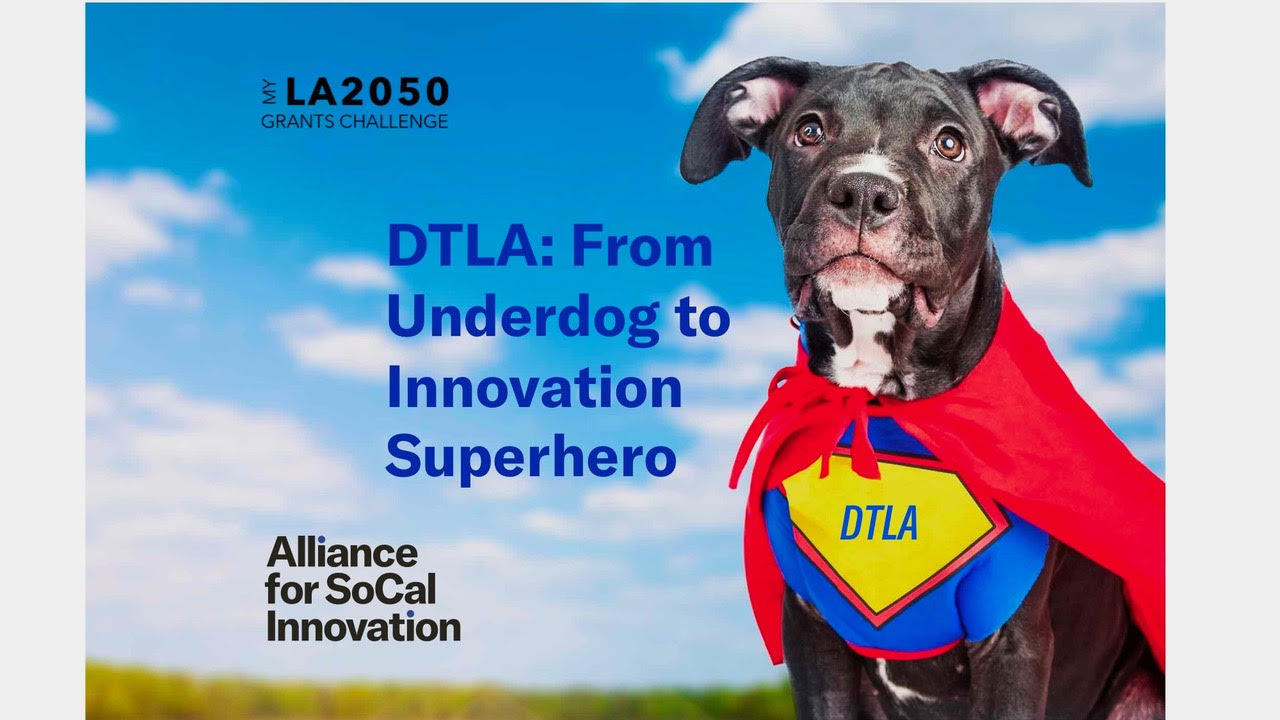 MY LA2050
GRANTS CHALLENGE
DTLA: From
Underdog to
Innovation
Superhero
DTLA
Alliance
for SoCal
Innovation